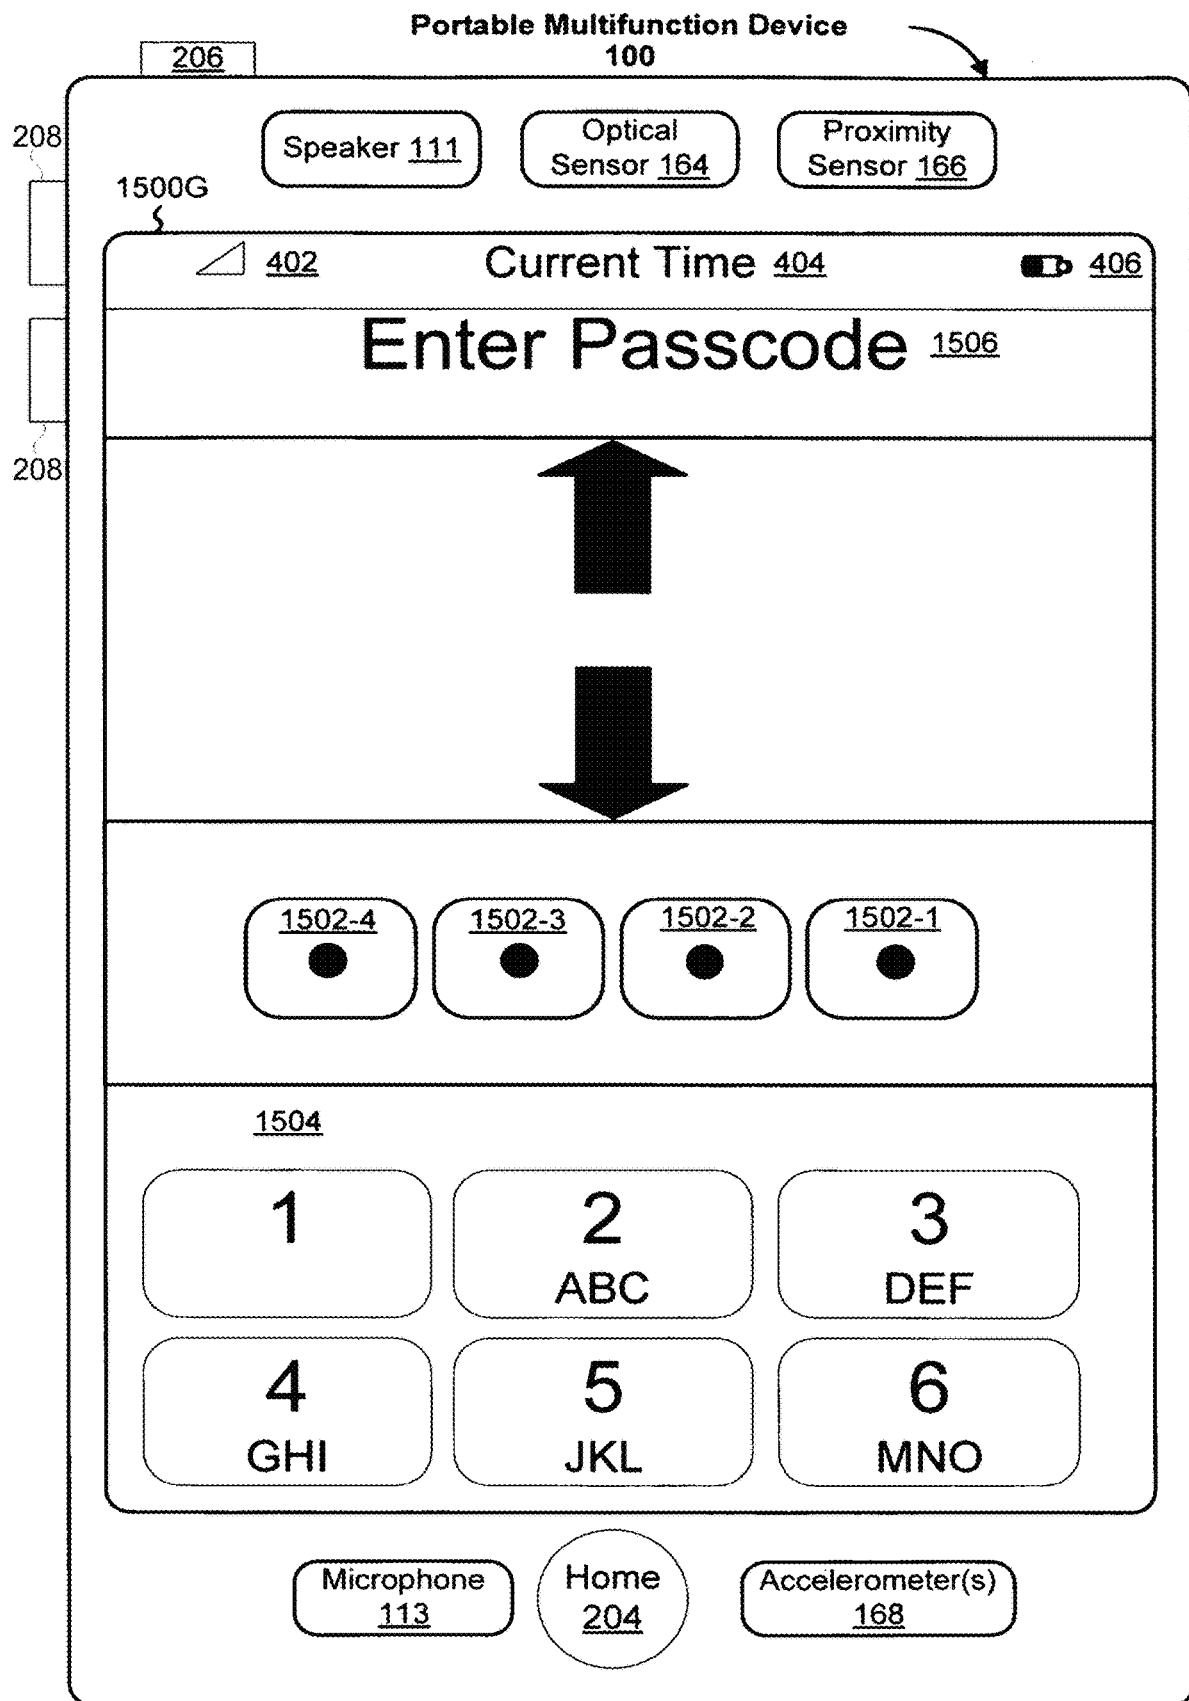 Portable Multifunction Device
100
206
208
Speaker 111
Optical
Sensor 164
Proximity
Sensor 166
1500G
402
Current Time 404
406
Enter Passcode 1506
208
1502-4
1502-3
1502-2
1502-1
1504
1
2
ABC
3
DEF
4
GHI
5
JKL
6
MNO
Microphone
113
Home
204
Accelerometer(s)
168